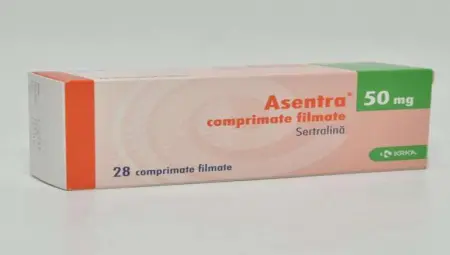 Asentra® 50 mg
comprimate filmate
Sertralină
28 comprimate filmate
KRKA